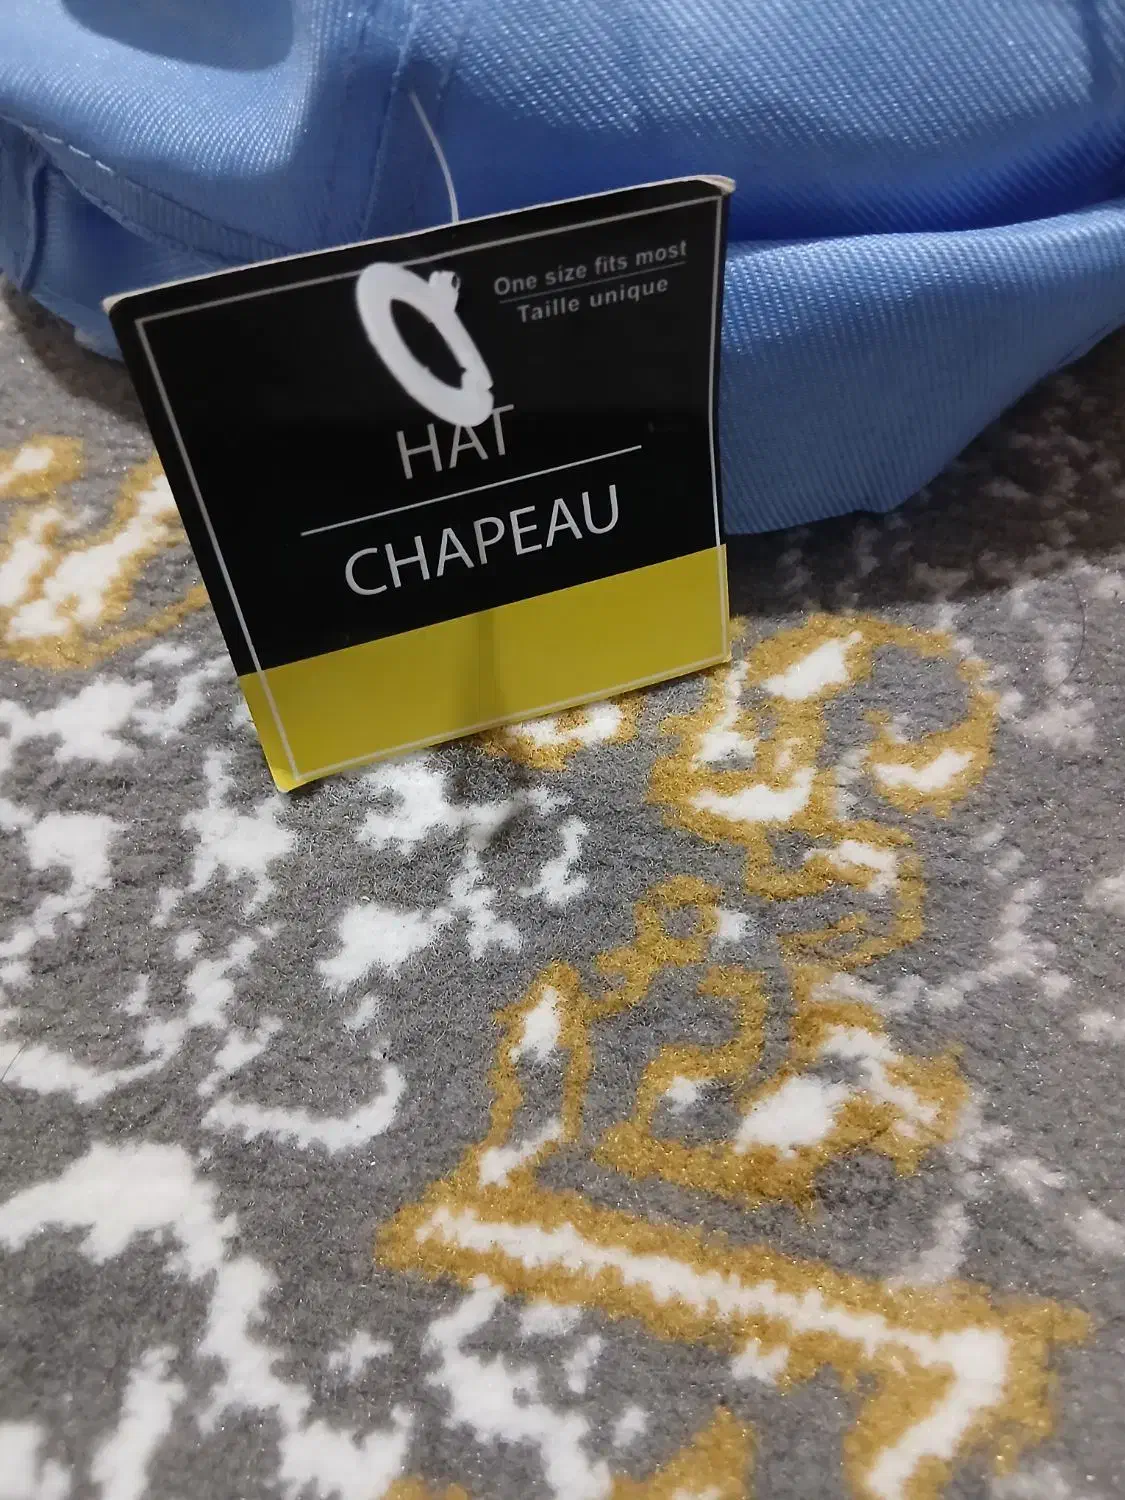 One size fits most
Taille unique
HAT
CHAPEAU